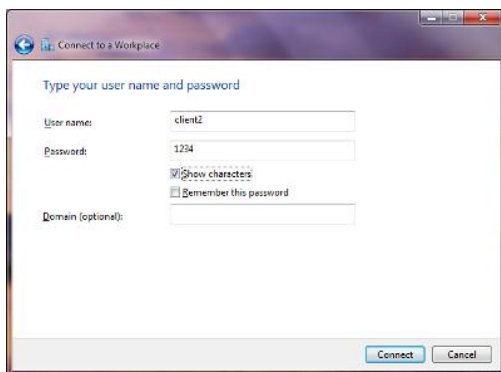 Connect to a Workplace
Type your user name and password
User name: client2
Password: 1234
Show characters
Remember this password
Domain (optional):
Connect Cancel